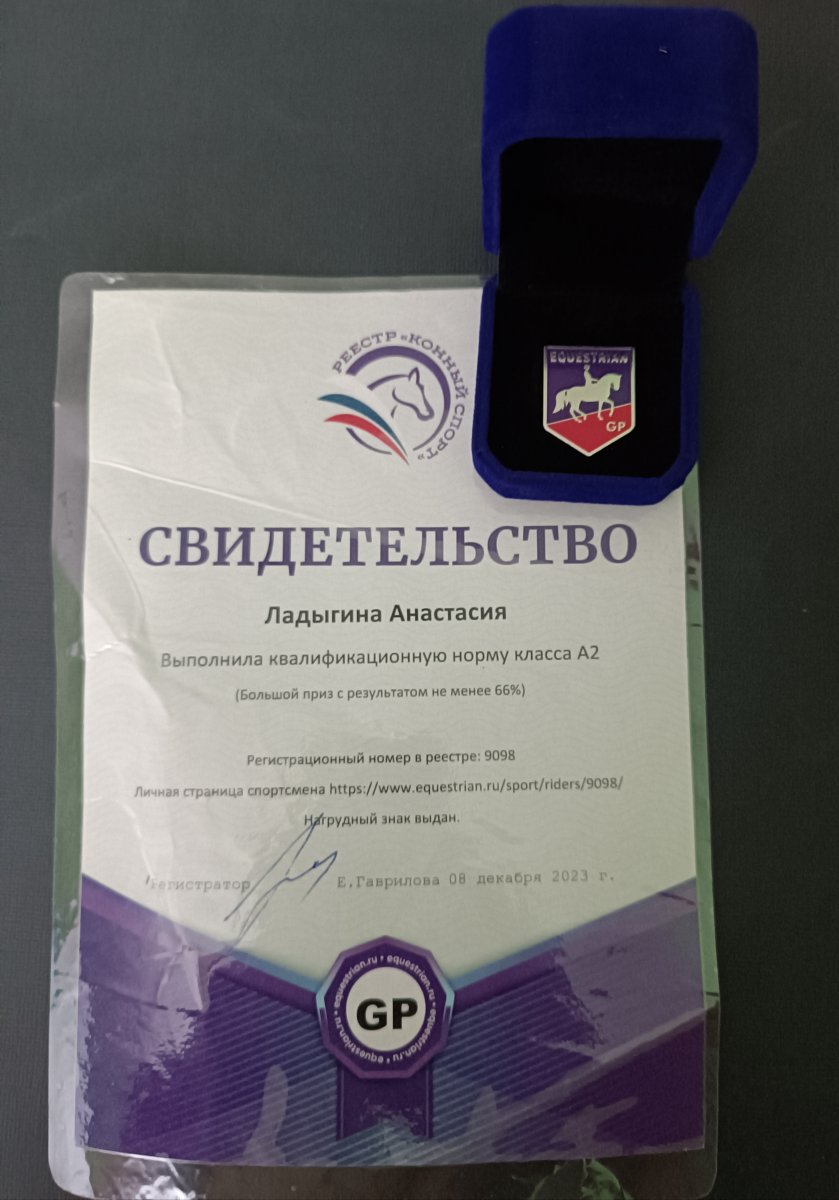 РЕЕСТР «КОННЫЙ СПОРТ»
EQUESTRIAN
GP
СВИДЕТЕЛЬСТВО
Ладыгина Анастасия
Выполнила квалификационную норму класса А2
(Большой приз с результатом не менее 66%)
Регистрационный номер в реестре: 9098
Личная страница спортсмена https://www.equestrian.ru/sport/riders/9098/
Нагрудный знак выдан.
Регистратор Е.Гаврилова 08 декабря 2023 г.
equestrian.ru • equestrian.ru • equestrian.ru • equestrian.ru •
GP